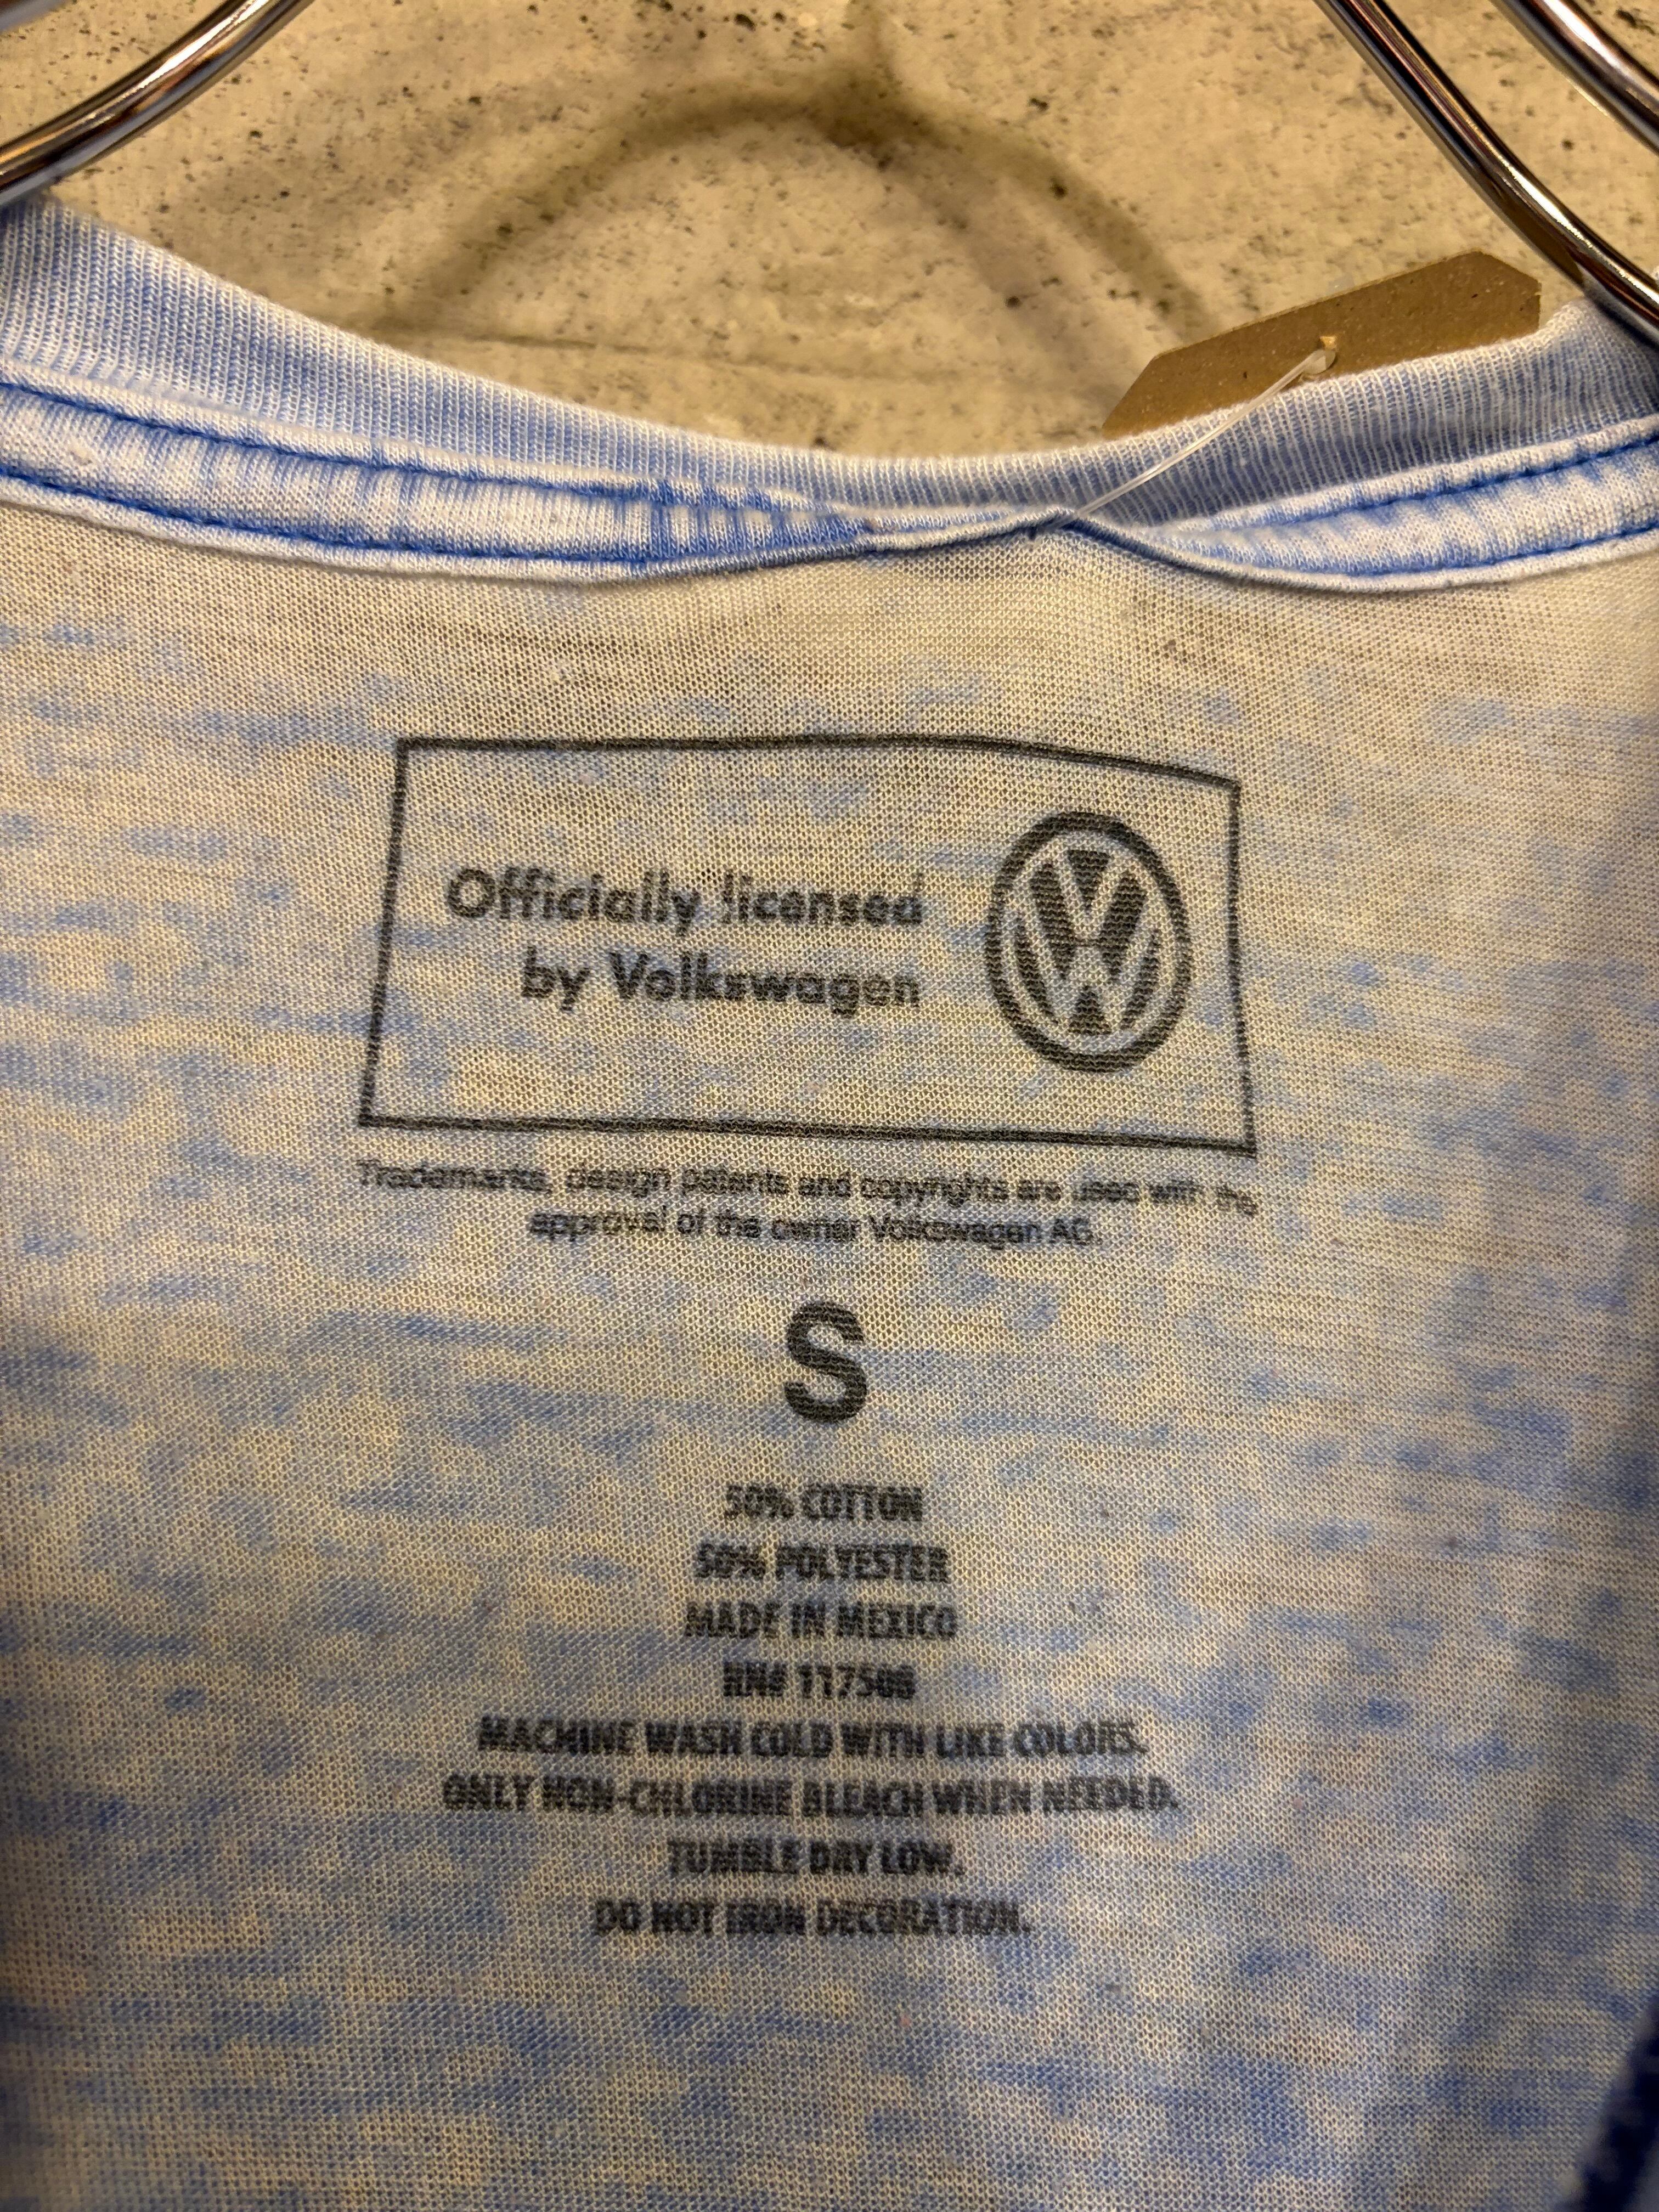 Officially licensed
by Volkswagen
Trademarks, design patents and copyrights are used with the
approval of the owner Volkswagen AG.
S
50% COTTON
50% POLYESTER
MADE IN MEXICO
RN# 117506
MACHINE WASH COLD WITH LIKE COLORS.
ONLY NON-CHLORINE BLEACH WHEN NEEDED.
TUMBLE DRY LOW.
DO NOT IRON DECORATION.